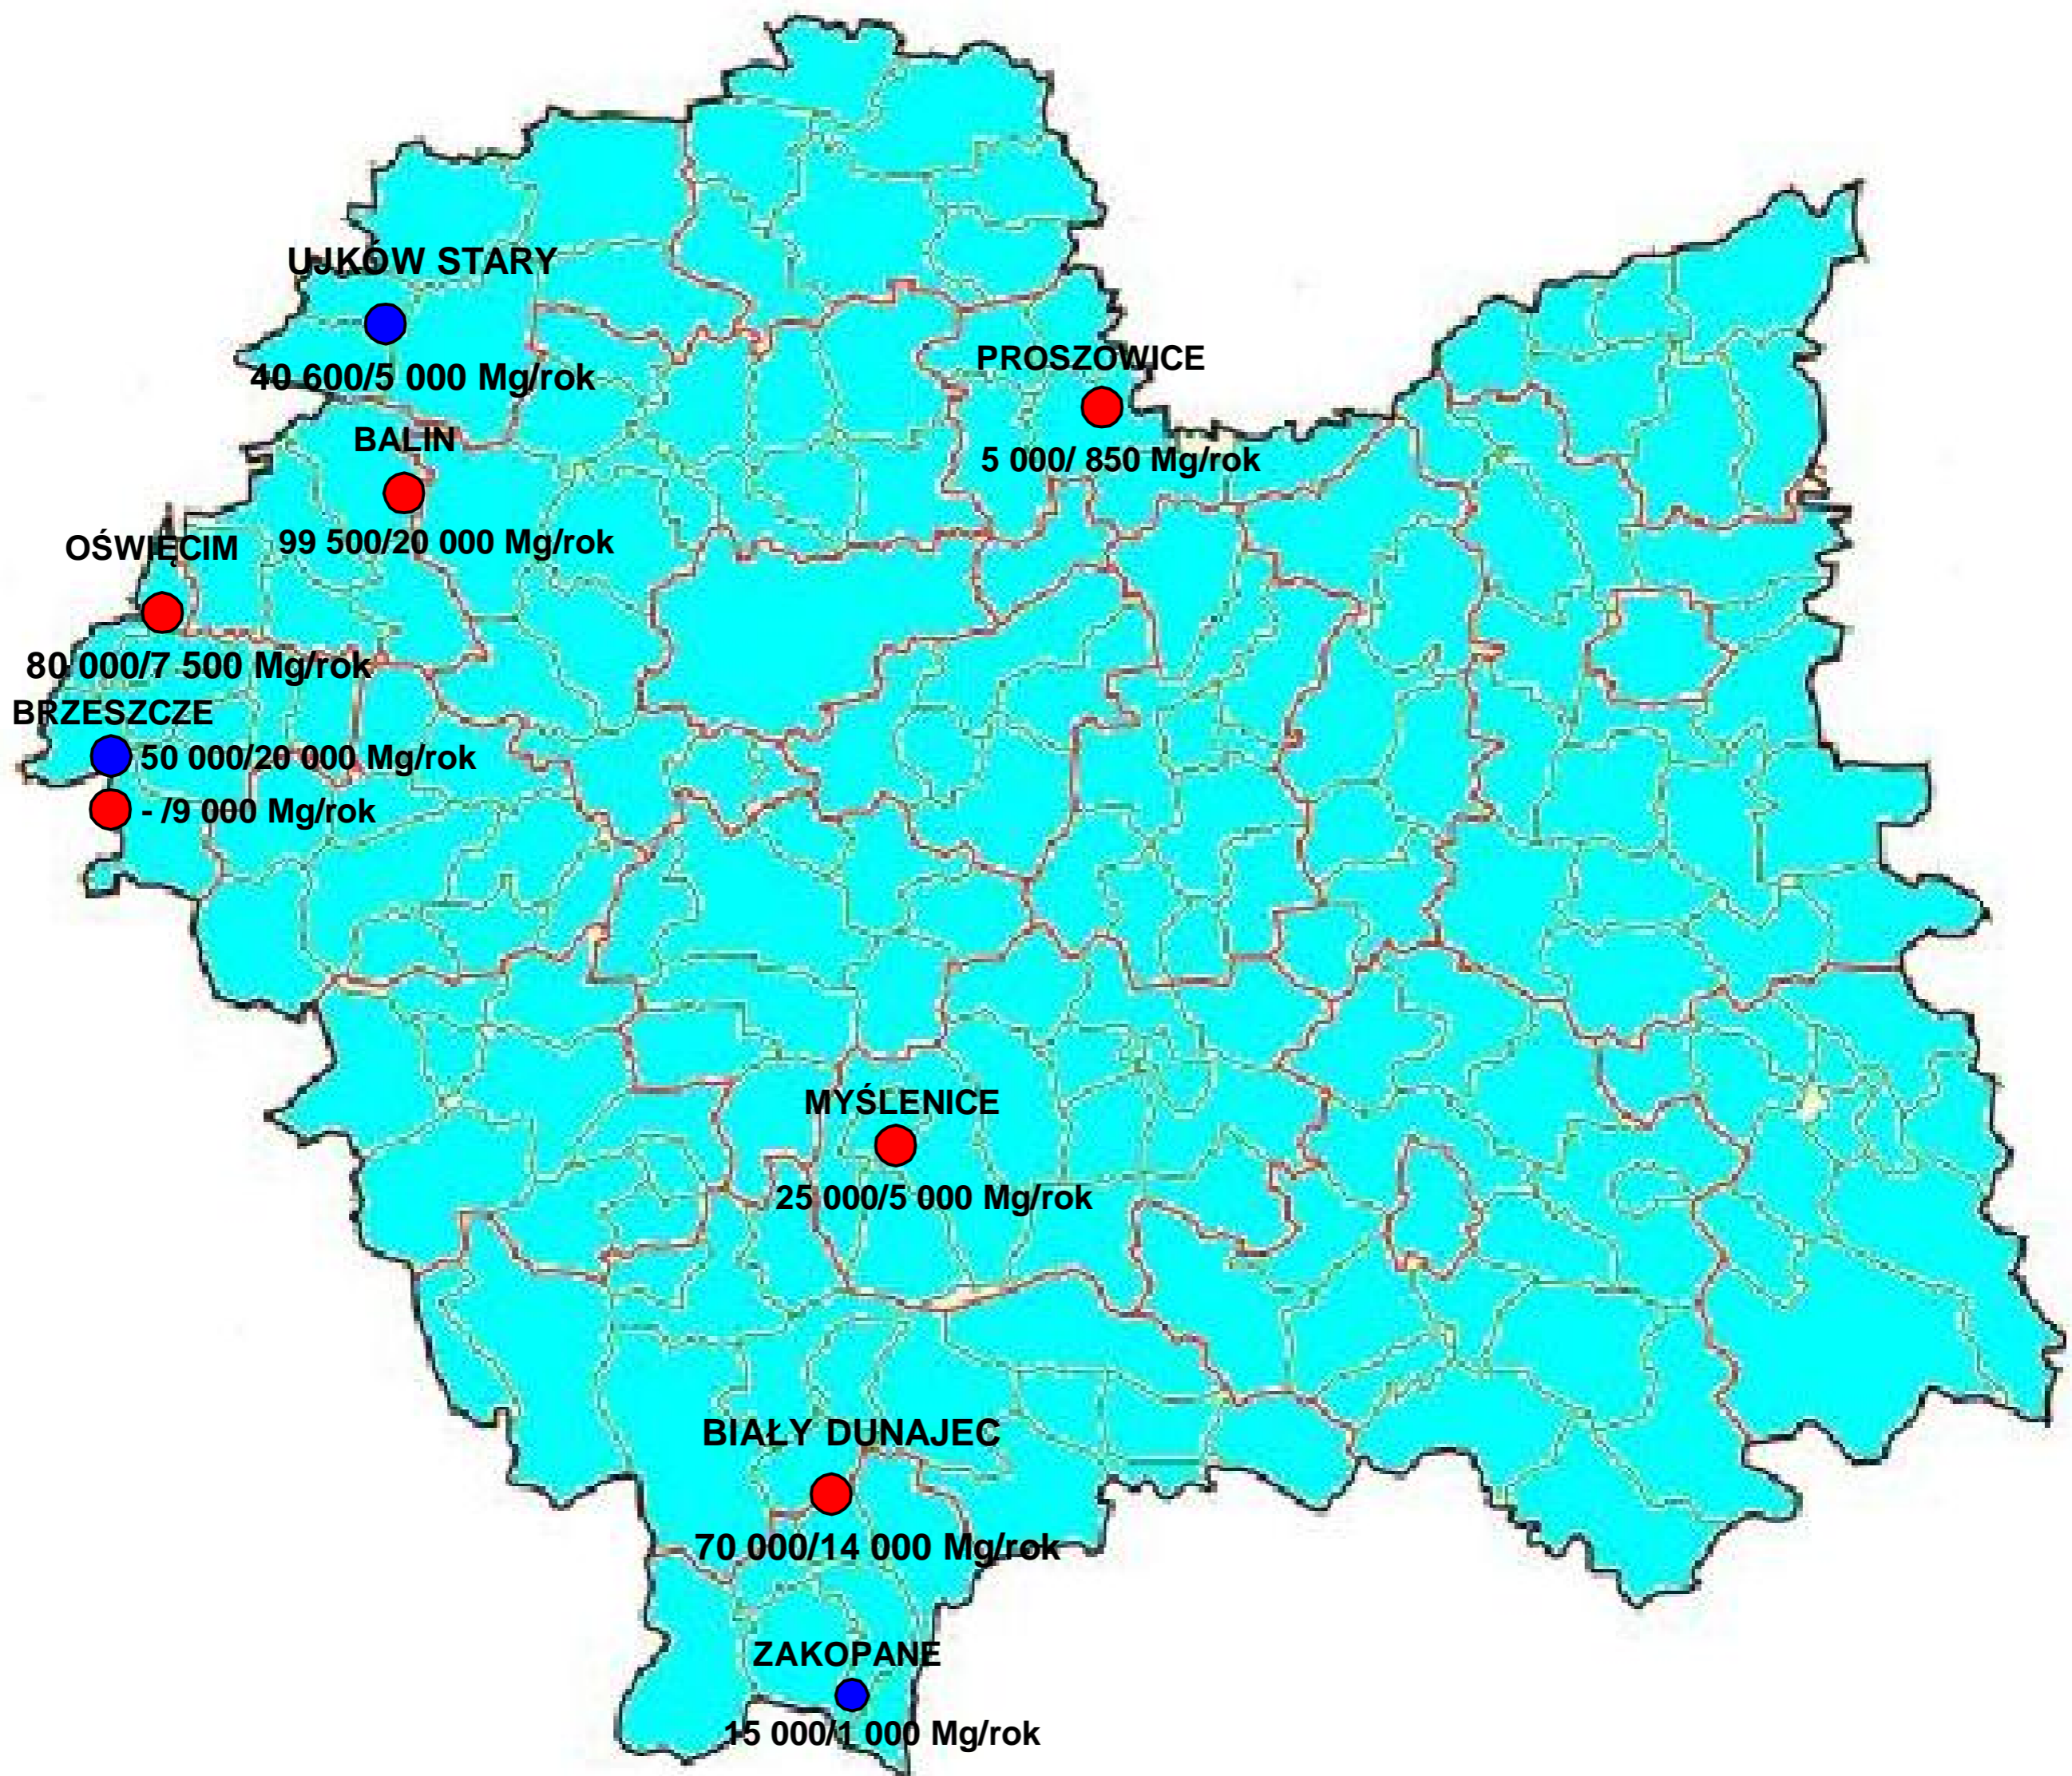 UJKÓW STARY
40 600/5 000 Mg/rok
PROSZOWICE
5 000/ 850 Mg/rok
BALIN
99 500/20 000 Mg/rok
OŚWIĘCIM
80 000/7 500 Mg/rok
BRZESZCZE
50 000/20 000 Mg/rok
- /9 000 Mg/rok
MYŚLENICE
25 000/5 000 Mg/rok
BIAŁY DUNAJEC
70 000/14 000 Mg/rok
ZAKOPANE
15 000/1 000 Mg/rok